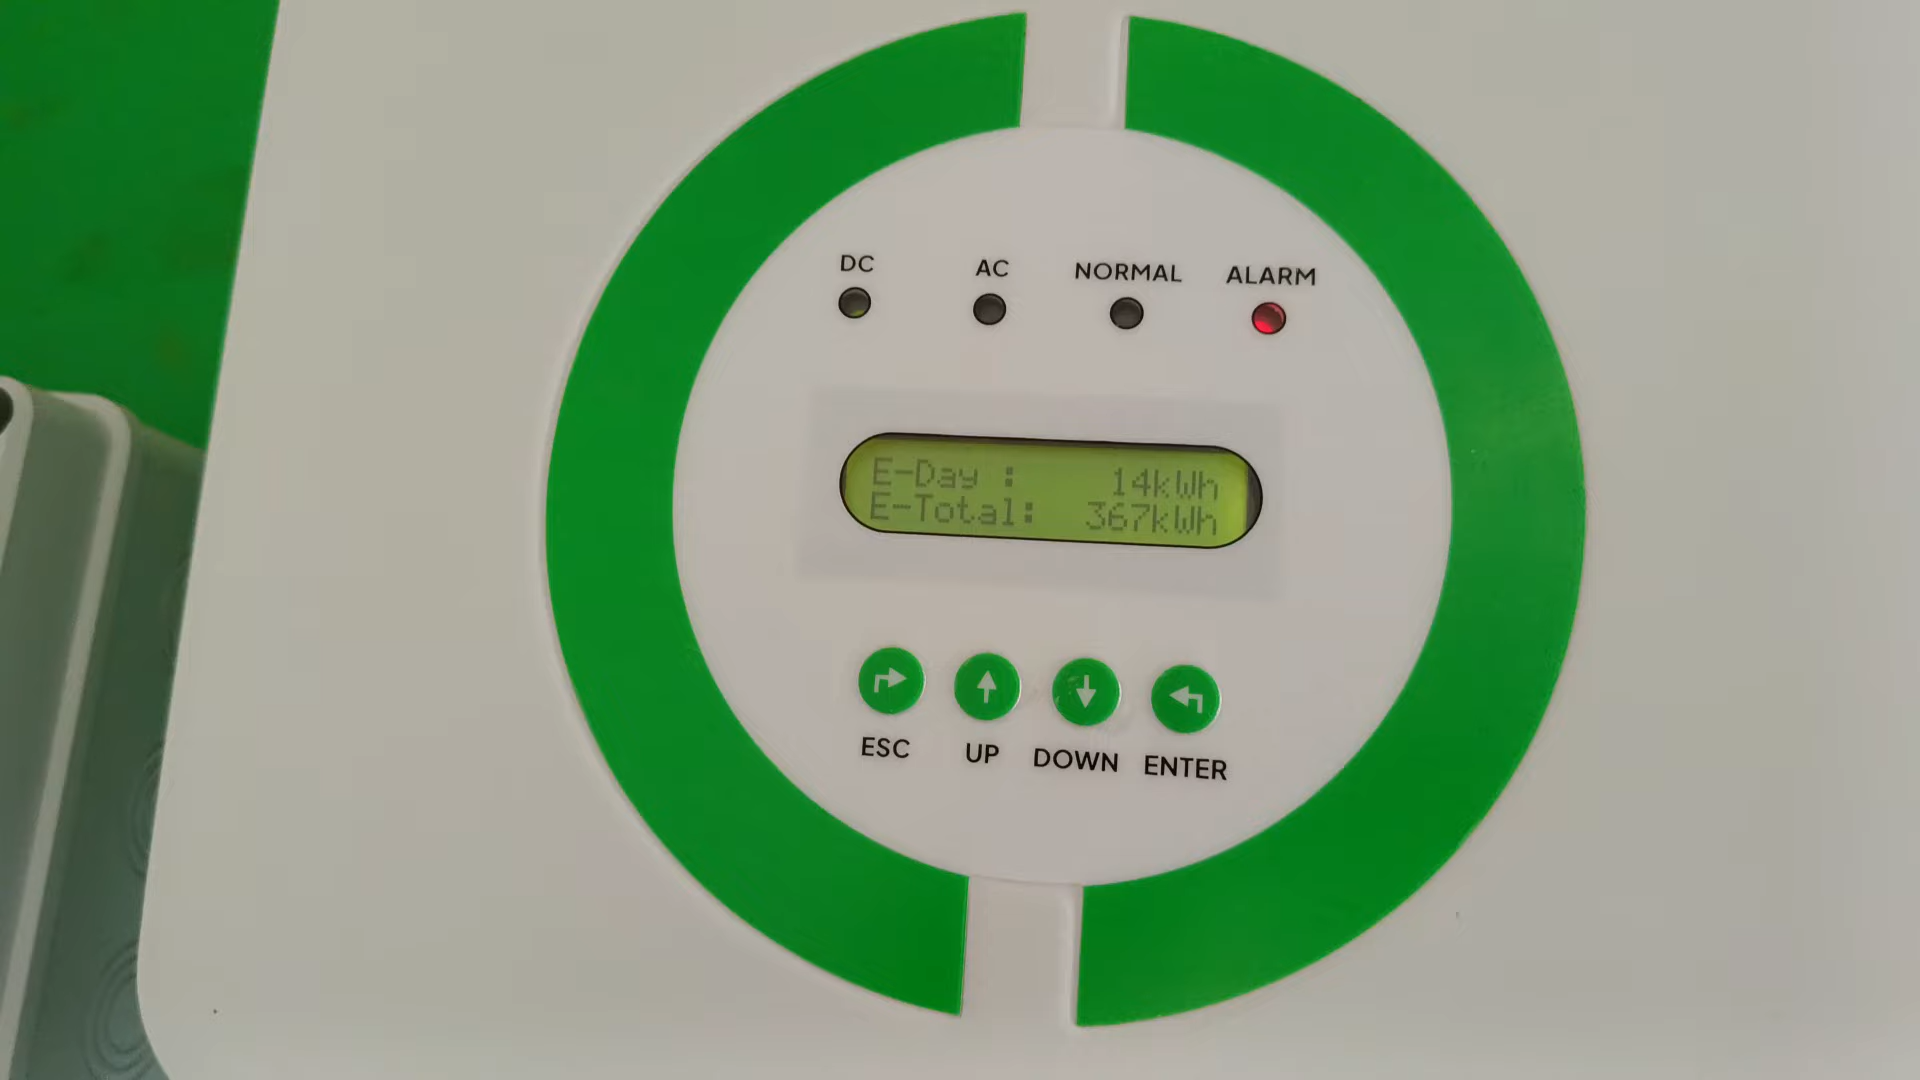 DC AC NORMAL ALARM
E-Day : 14kWh
E-Total: 367kWh
ESC UP DOWN ENTER